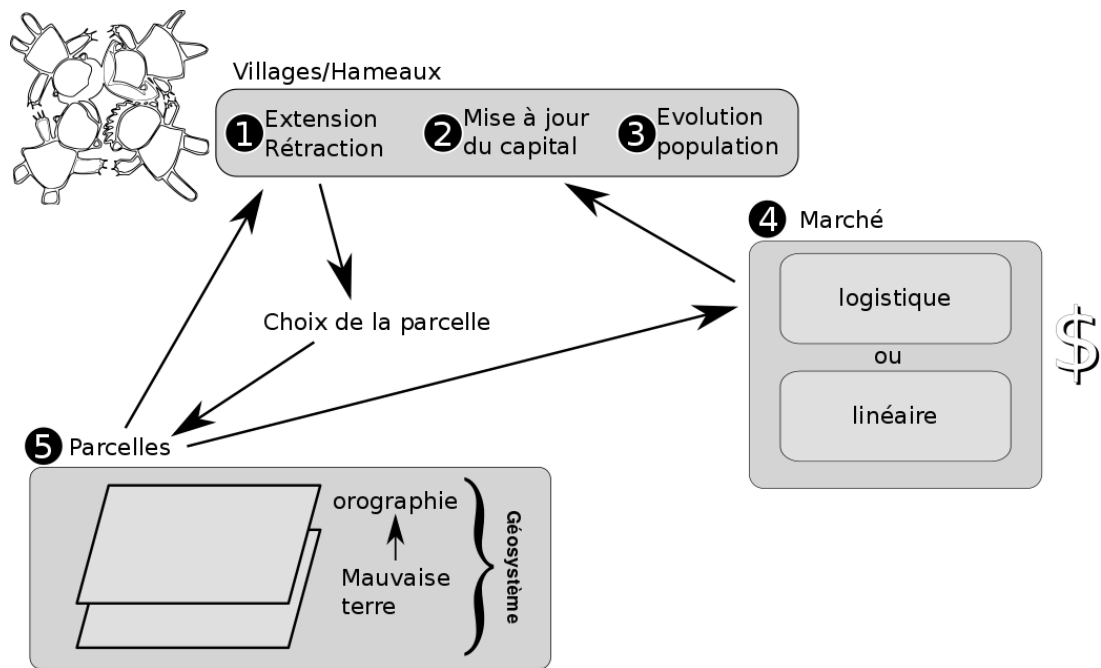 Villages/Hameaux
1 Extension
Rétraction
2 Mise à jour
du capital
3 Evolution
population
4 Marché
logistique
ou
linéaire
$
Choix de la parcelle
5 Parcelles
orographie
Mauvaise
terre
Géosystème